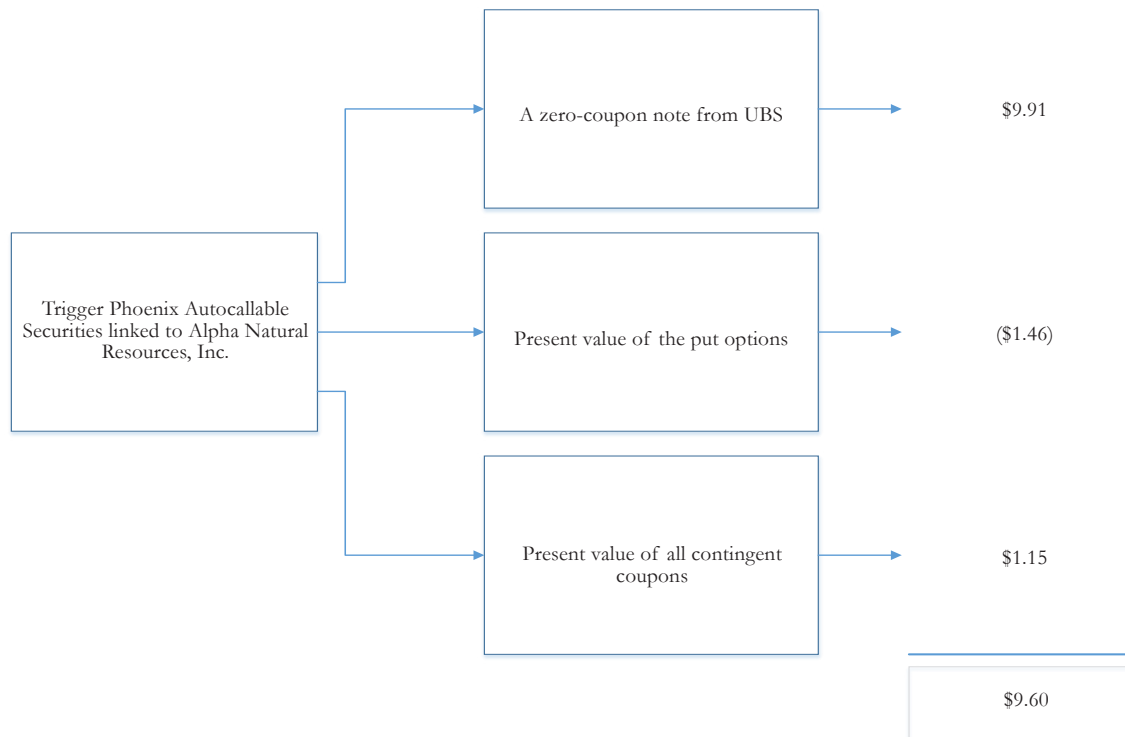 A zero-coupon note from UBS
$9.91
Trigger Phoenix Autocallable
Securities linked to Alpha Natural
Resources, Inc.
Present value of the put options
($1.46)
Present value of all contingent
coupons
$1.15
$9.60